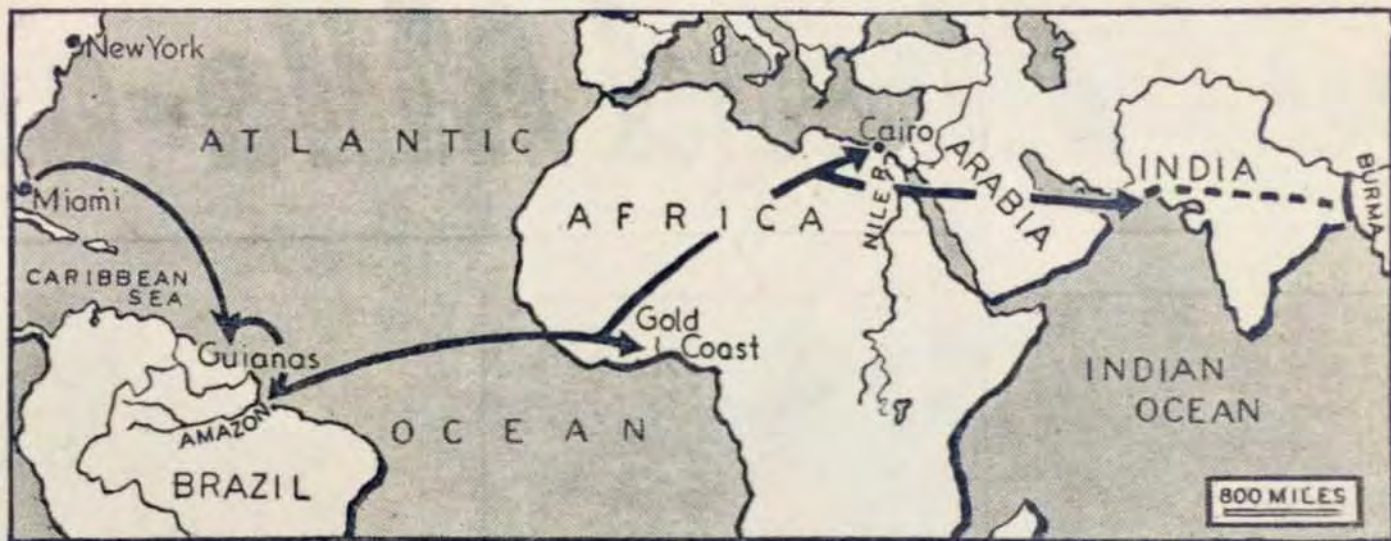 New York
ATLANTIC
Miami
CARIBBEAN
SEA
Guianas
AMAZON
BRAZIL
OCEAN
AFRICA
Gold
Coast
Cairo
NILE R.
ARABIA
INDIA
BURMA
INDIAN
OCEAN
800 MILES